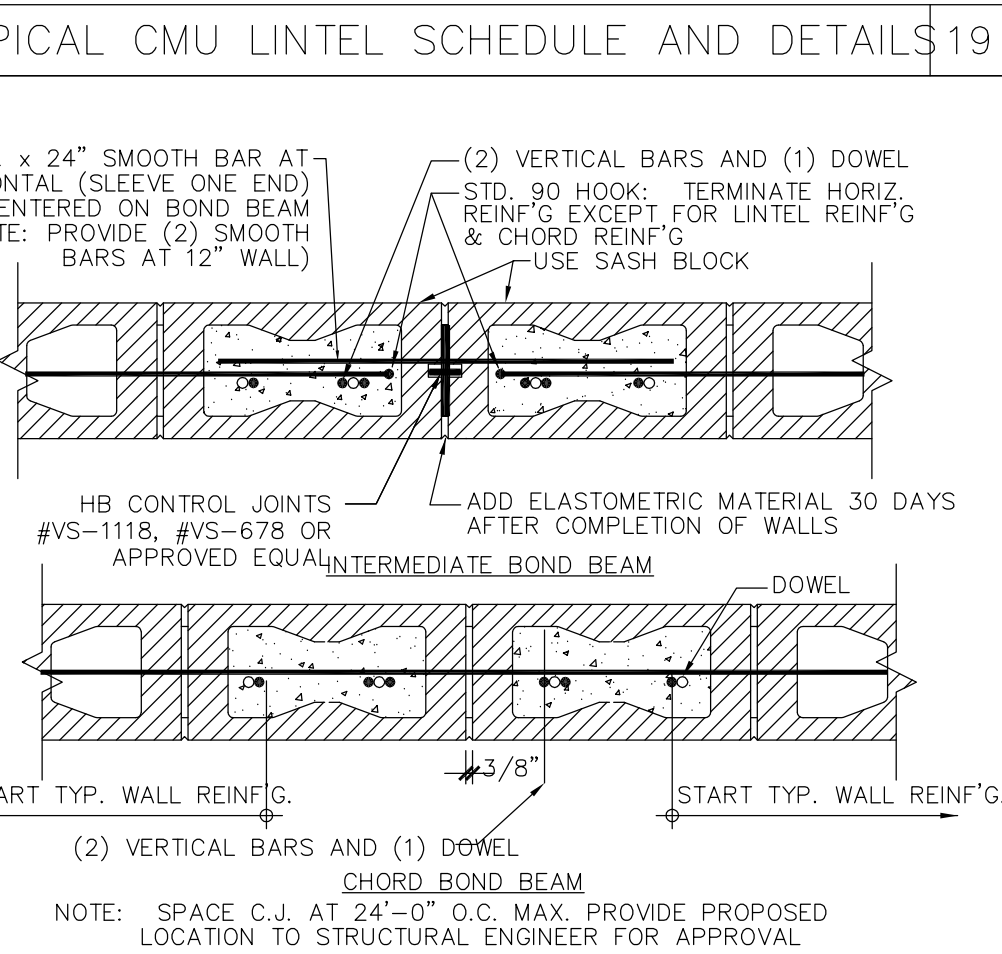 PICAL CMU LINTEL SCHEDULE AND DETAILS 19
x 24” SMOOTH BAR AT
ONTAL (SLEEVE ONE END)
ENTERED ON BOND BEAM
TE: PROVIDE (2) SMOOTH
BARS AT 12” WALL)
(2) VERTICAL BARS AND (1) DOWEL
STD. 90 HOOK: TERMINATE HORIZ.
REINF’G EXCEPT FOR LINTEL REINF’G
& CHORD REINF’G
USE SASH BLOCK
HB CONTROL JOINTS
#VS-1118, #VS-678 OR
APPROVED EQUAL
ADD ELASTOMETRIC MATERIAL 30 DAYS
AFTER COMPLETION OF WALLS
INTERMEDIATE BOND BEAM
DOWEL
3/8”
ART TYP. WALL REINF’G.
START TYP. WALL REINF’G.
(2) VERTICAL BARS AND (1) DOWEL
CHORD BOND BEAM
NOTE: SPACE C.J. AT 24’-0” O.C. MAX. PROVIDE PROPOSED
LOCATION TO STRUCTURAL ENGINEER FOR APPROVAL